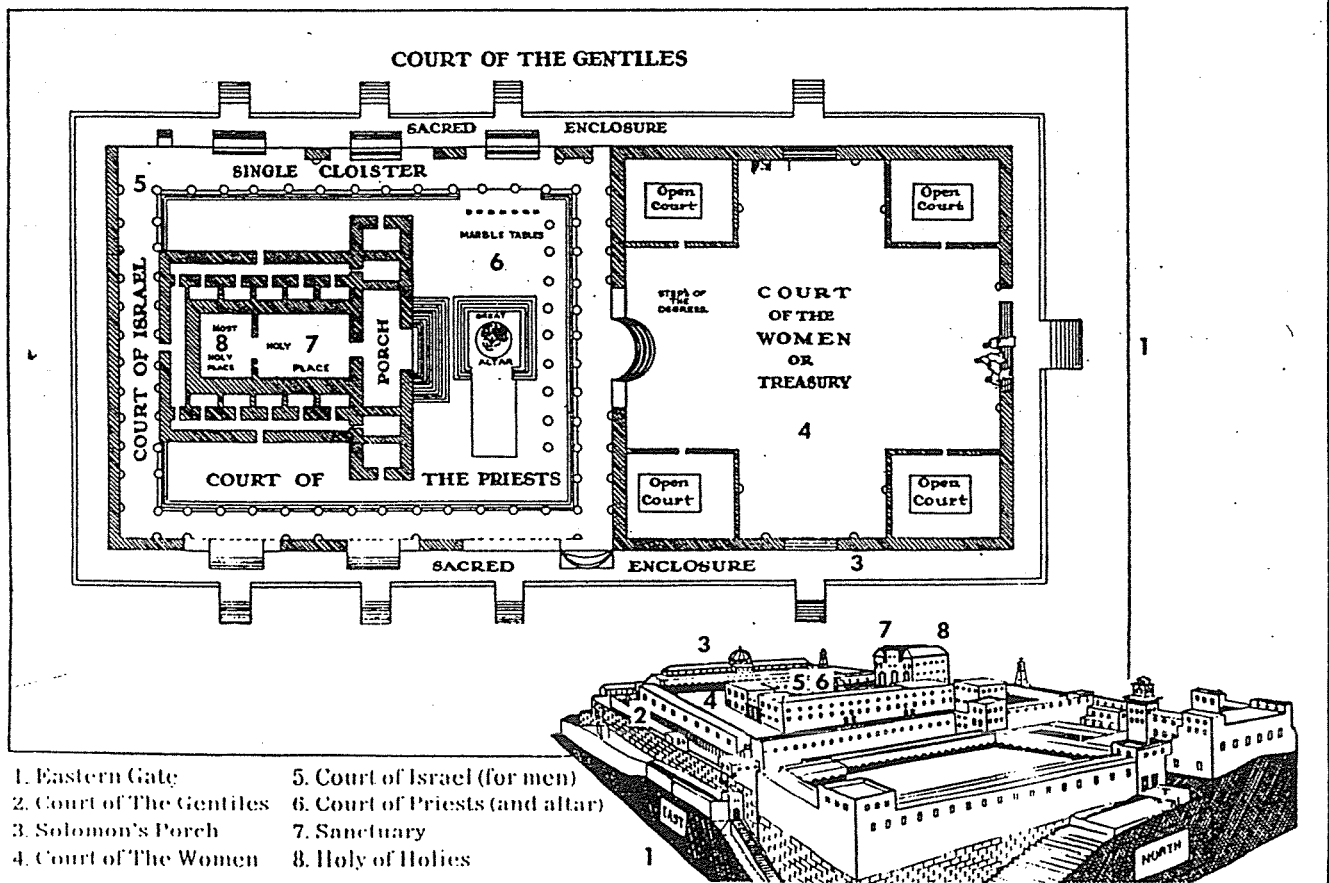 COURT OF THE GENTILES
SACRED ENCLOSURE
SINGLE CLOISTER
5
Open
Court
Open
Court
MARBLE TABLES
6
COURT OF ISRAEL
STEPS OF
THE
DEGREES.
COURT
OF THE
WOMEN
OR
TREASURY
4
GREAT
ALTAR
MOST
8
HOLY
PLACE
HOLY 7
PLACE
PORCH
1
COURT OF THE PRIESTS
Open
Court
Open
Court
SACRED ENCLOSURE
3
7 8
3
5 6
4
2
EAST
1
NORTH
1. Eastern Gate
2. Court of The Gentiles
3. Solomon's Porch
4. Court of The Women
5. Court of Israel (for men)
6. Court of Priests (and altar)
7. Sanctuary
8. Holy of Holies